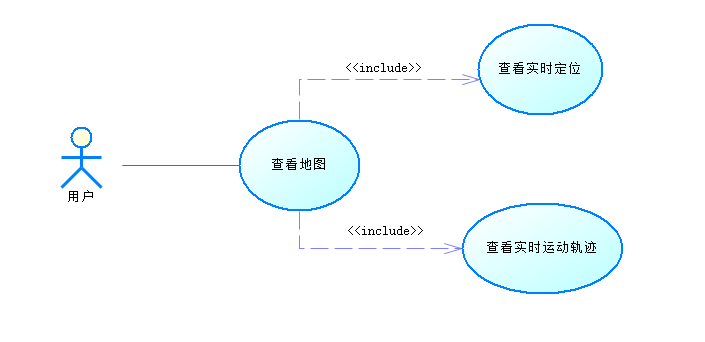 <<include>>
查看实时定位
查看地图
用户
<<include>>
查看实时运动轨迹